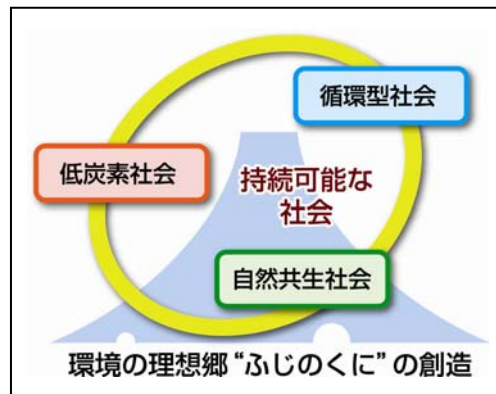 循環型社会
低炭素社会
持続可能な
社会
自然共生社会
環境の理想郷“ふじのくに”の創造